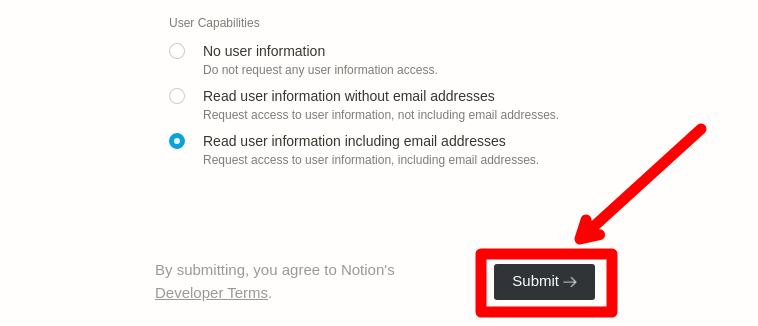 User Capabilities
No user information
Do not request any user information access.
Read user information without email addresses
Request access to user information, not including email addresses.
Read user information including email addresses
Request access to user information, including email addresses.
By submitting, you agree to Notion's
Developer Terms.
Submit →